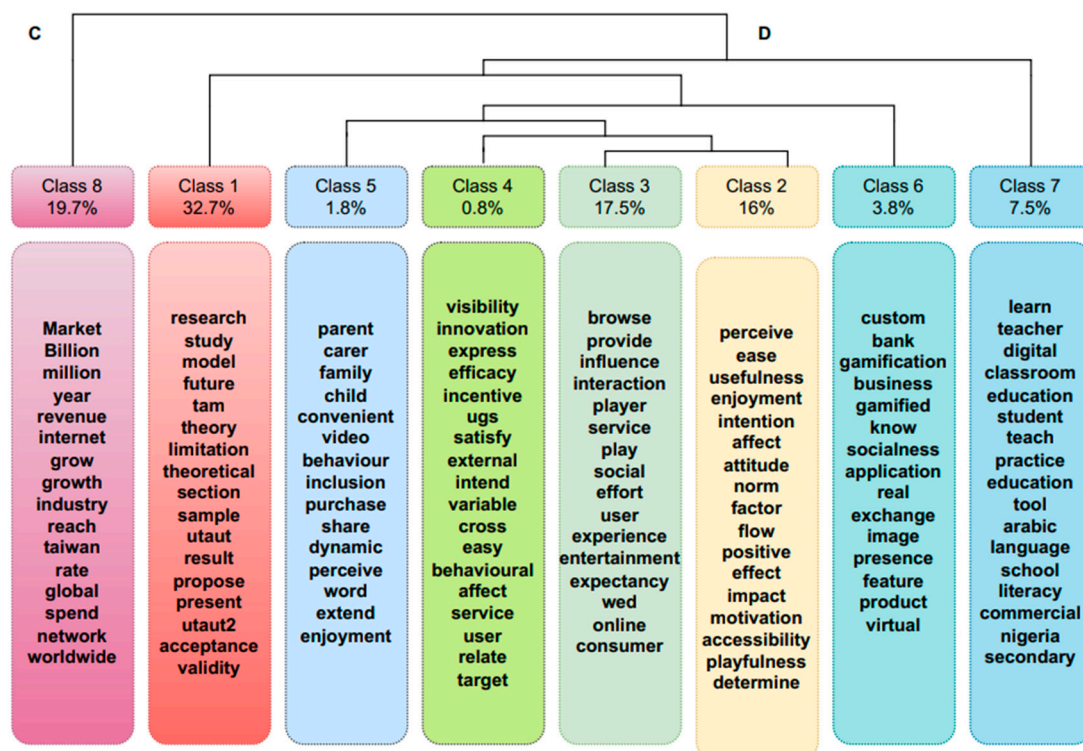 C
D
Class 8
19.7%
Class 1
32.7%
Class 5
1.8%
Class 4
0.8%
Class 3
17.5%
Class 2
16%
Class 6
3.8%
Class 7
7.5%
Market
Billion
million
year
revenue
internet
grow
growth
industry
reach
taiwan
rate
global
spend
network
worldwide
research
study
model
future
tam
theory
limitation
theoretical
section
sample
utaut
result
propose
present
utaut2
acceptance
validity
parent
carer
family
child
convenient
video
behaviour
inclusion
purchase
share
dynamic
perceive
word
extend
enjoyment
visibility
innovation
express
efficacy
incentive
ugs
satisfy
external
intend
variable
cross
easy
behavioural
affect
service
user
relate
target
browse
provide
influence
interaction
player
service
play
social
effort
user
experience
entertainment
expectancy
wed
online
consumer
perceive
ease
usefulness
enjoyment
intention
affect
attitude
norm
factor
flow
positive
effect
impact
motivation
accessibility
playfulness
determine
custom
bank
gamification
business
gamified
know
socialness
application
real
exchange
image
presence
feature
product
virtual
learn
teacher
digital
classroom
education
student
teach
practice
education
tool
arabic
language
school
literacy
commercial
nigeria
secondary